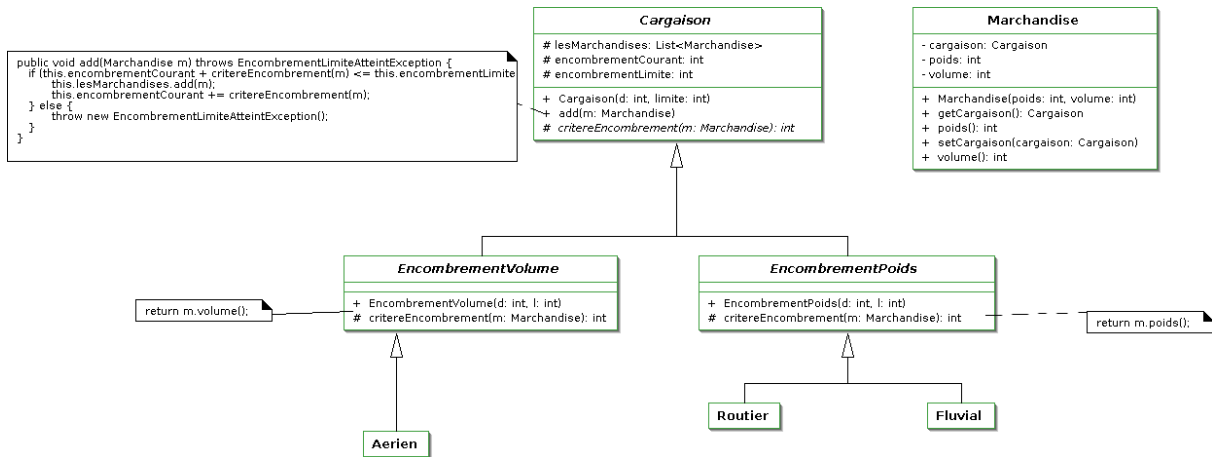 Cargaison
# lesMarchandises: List<Marchandise>
# encombrementCourant: int
# encombrementLimite: int
+ Cargaison(d: int, limite: int)
+ add(m: Marchandise)
# critereEncombrement(m: Marchandise): int
Marchandise
- cargaison: Cargaison
- poids: int
- volume: int
+ Marchandise(poids: int, volume: int)
+ getCargaison(): Cargaison
+ poids(): int
+ setCargaison(cargaison: Cargaison)
+ volume(): int
public void add(Marchandise m) throws EncombrementLimiteAtteintException {
if (this.encombrementCourant + critereEncombrement(m) <= this.encombrementLimite
this.lesMarchandises.add(m);
this.encombrementCourant += critereEncombrement(m);
} else {
throw new EncombrementLimiteAtteintException();
}
}
EncombrementVolume
+ EncombrementVolume(d: int, l: int)
# critereEncombrement(m: Marchandise): int
EncombrementPoids
+ EncombrementPoids(d: int, l: int)
# critereEncombrement(m: Marchandise): int
return m.volume();
return m.poids();
Routier
Fluvial
Aerien